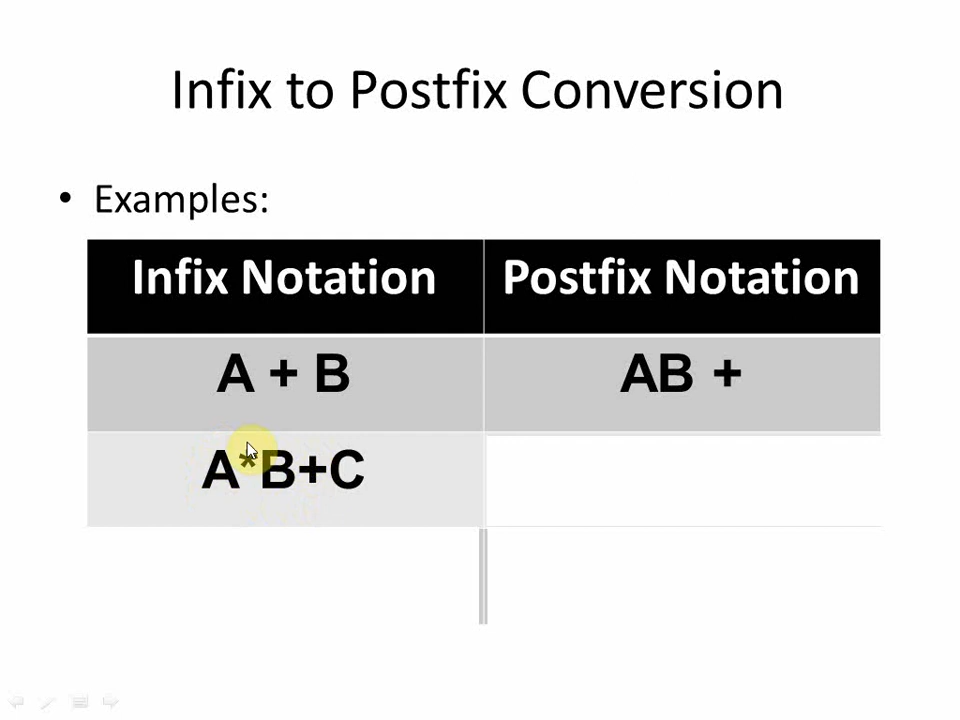 Infix to Postfix Conversion
• Examples:
Infix Notation Postfix Notation
A + B AB +
A*B+C